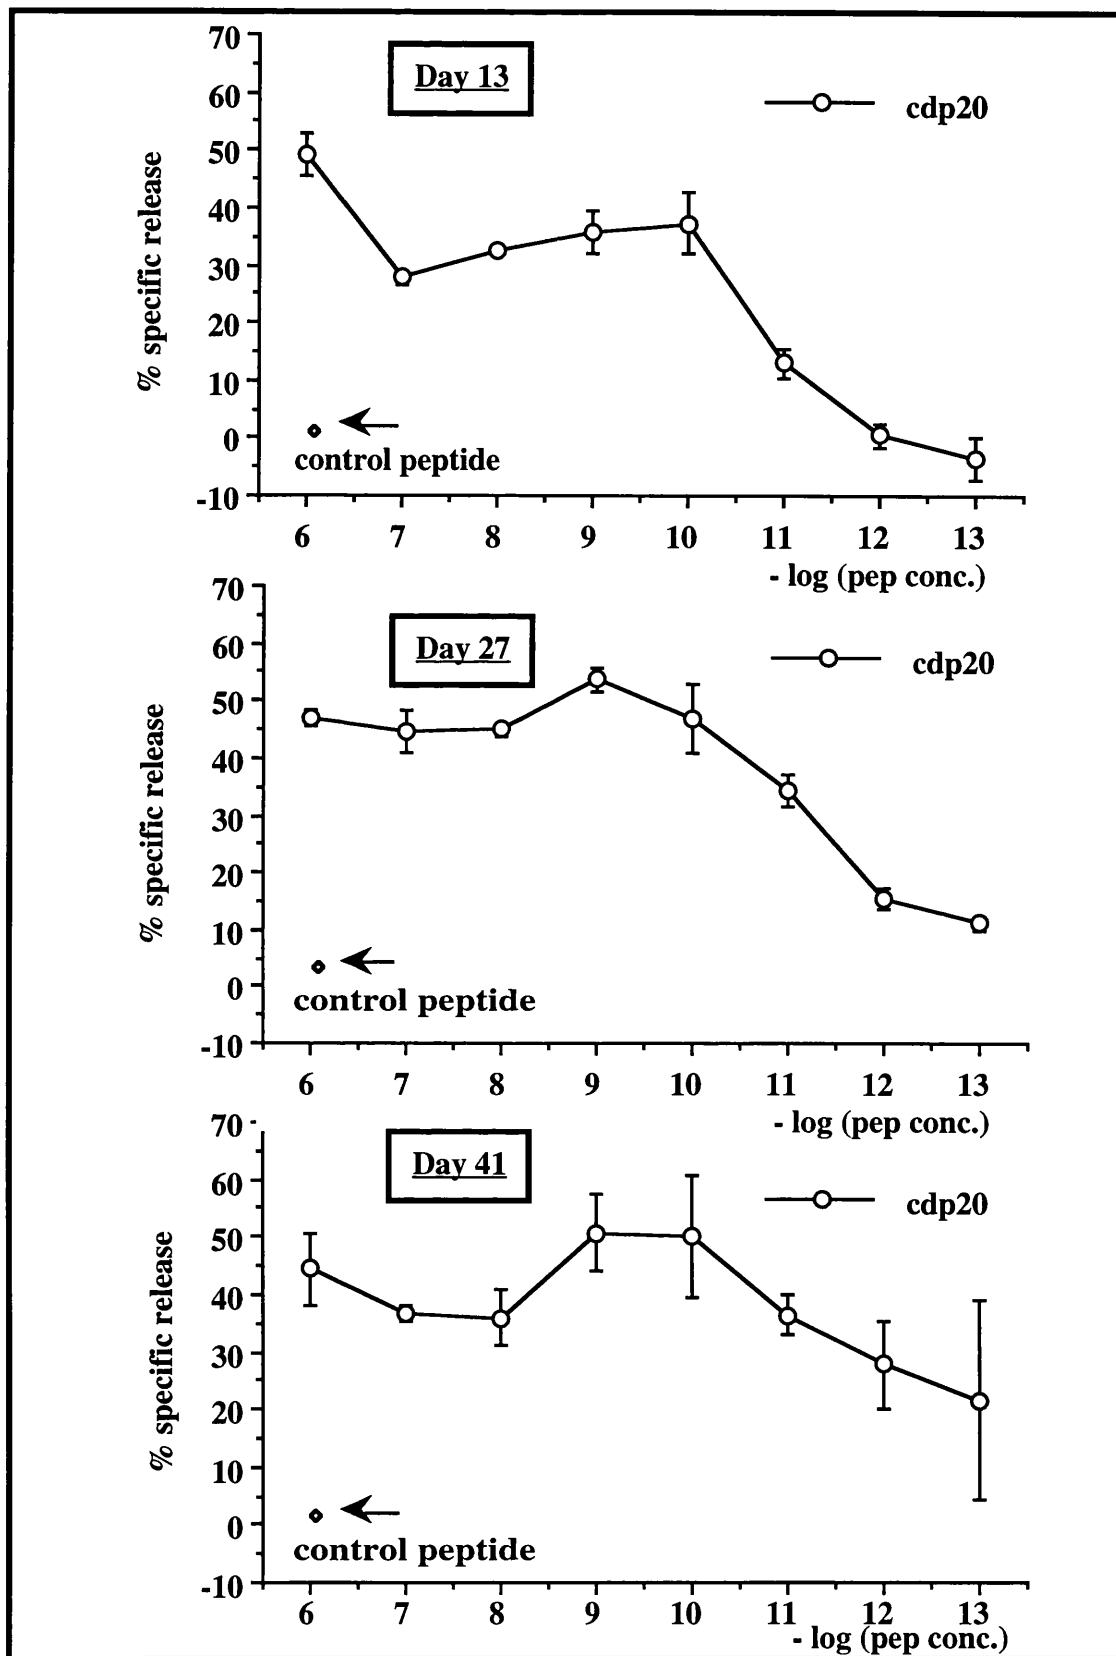 70
Day 13
60
cdp20
50
40
30
20
10
0
control peptide
-10
% specific release
6 7 8 9 10 11 12 13
- log (pep conc.)
70
Day 27
60
cdp20
50
40
30
20
10
0
control peptide
-10
% specific release
6 7 8 9 10 11 12 13
- log (pep conc.)
70
Day 41
60
cdp20
50
40
30
20
10
0
control peptide
-10
% specific release
6 7 8 9 10 11 12 13
- log (pep conc.)